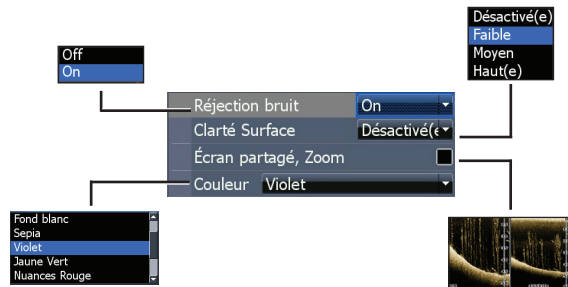 Désactivé(e)
Faible
Moyen
Haut(e)
Off
On
Réjection bruit On
Clarté Surface Désactivé(e
Écran partagé, Zoom
Couleur Violet
Fond blanc
Sepia
Violet
Jaune Vert
Nuances Rouge